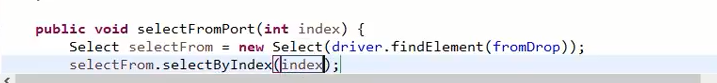 public void selectFromPort(int index) {
Select selectFrom = new Select(driver.findElement(fromDrop));
selectFrom.selectByIndex(index);